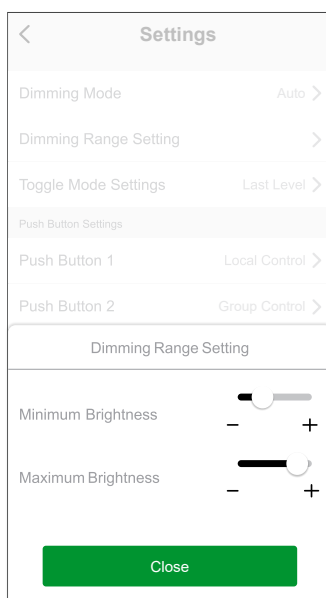 Settings
Dimming Mode Auto
Dimming Range Setting
Toggle Mode Settings Last Level
Push Button Settings
Push Button 1 Local Control
Push Button 2 Group Control
Dimming Range Setting
Minimum Brightness
− +
Maximum Brightness
− +
Close